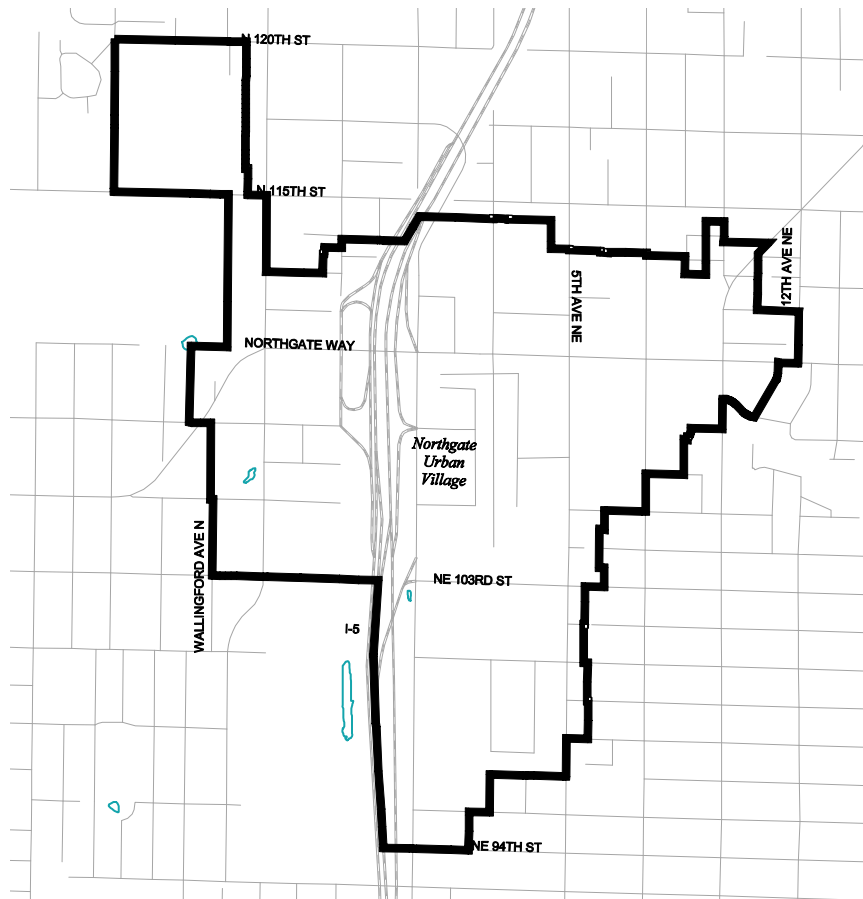 N 120TH ST
N 115TH ST
12TH AVE NE
5TH AVE NE
NORTHGATE WAY
Northgate
Urban
Village
WALLINGFORD AVE N
NE 103RD ST
I-5
NE 94TH ST